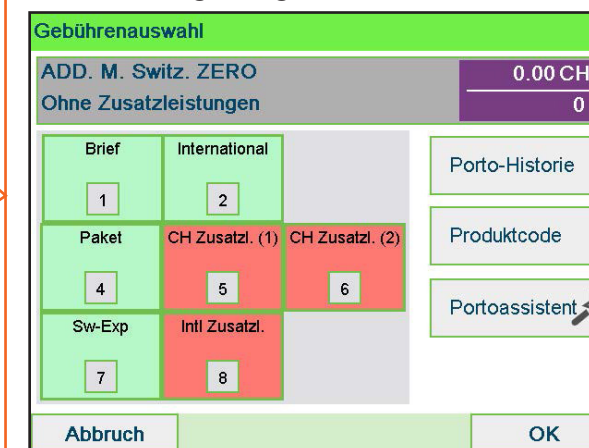 Gebührenauswahl
ADD. M. Switz. ZERO
0.00 CH
Ohne Zusatzleistungen
0
Brief
International
1
2
Porto-Historie
Paket
CH Zusatzl. (1)
CH Zusatzl. (2)
4
5
6
Produktcode
Sw-Exp
Intl Zusatzl.
7
8
Portoassistent
Abbruch
OK